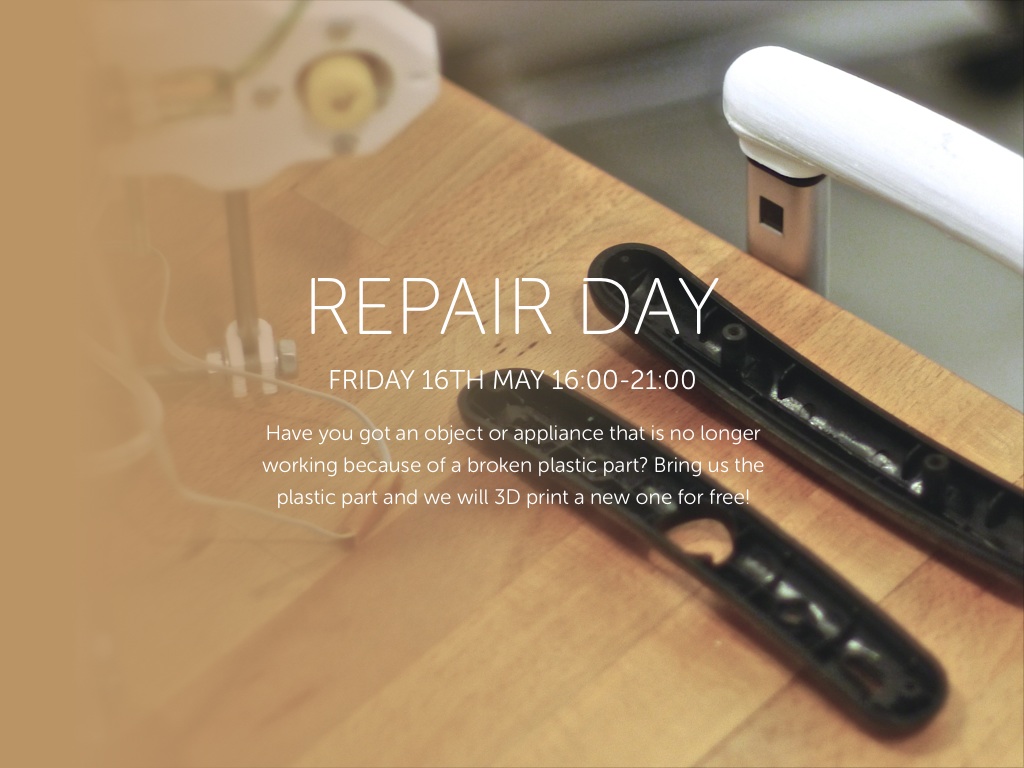 REPAIR DAY
FRIDAY 16TH MAY 16:00-21:00
Have you got an object or appliance that is no longer
working because of a broken plastic part? Bring us the
plastic part and we will 3D print a new one for free!